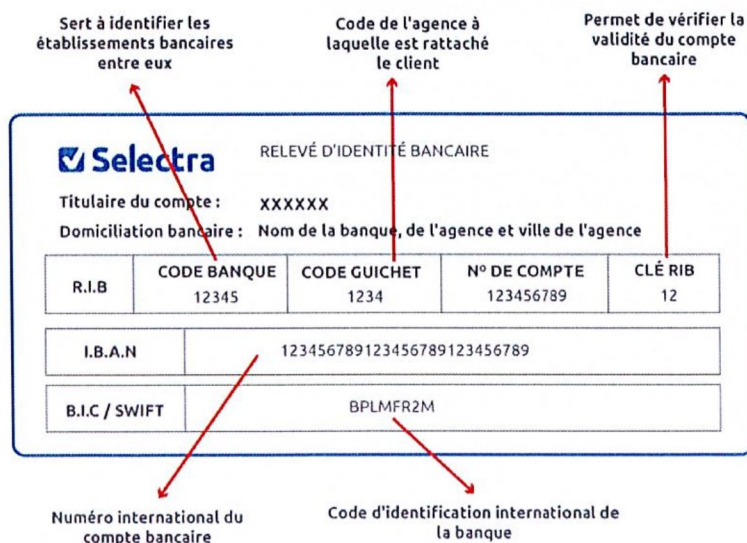 Sert à identifier les
établissements bancaires
entre eux
Code de l'agence à
laquelle est rattaché
le client
Permet de vérifier la
validité du compte
bancaire
Selectra
RELEVÉ D'IDENTITÉ BANCAIRE
Titulaire du compte : XXXXXX
Domiciliation bancaire : Nom de la banque, de l'agence et ville de l'agence
R.I.B
CODE BANQUE
12345
CODE GUICHET
1234
Nº DE COMPTE
123456789
CLÉ RIB
12
I.B.A.N
123456789123456789123456789
B.I.C / SWIFT
BPLMFR2M
Numéro international du
compte bancaire
Code d'identification international de
la banque